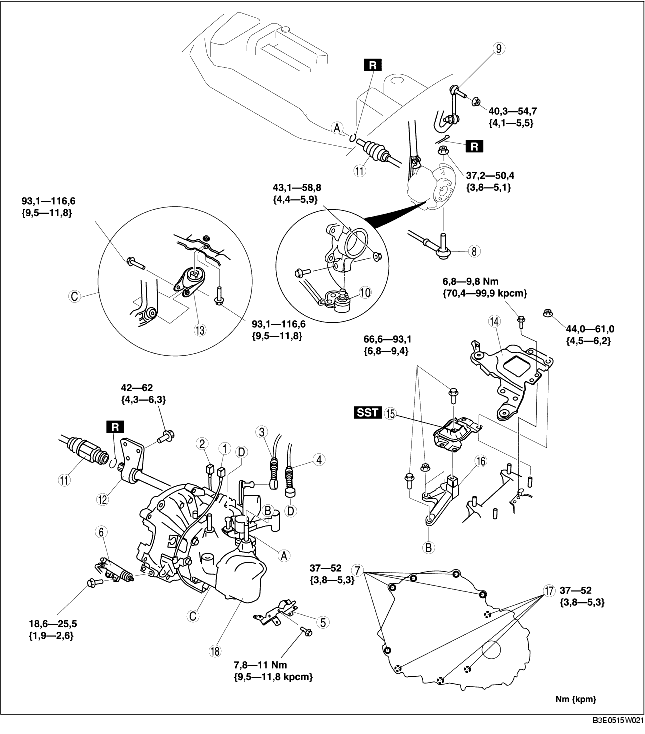 9
R
40,3—54,7
{4,1—5,5}
A
R
11
37,2—50,4
{3,8—5,1}
43,1—58,8
{4,4—5,9}
93,1—116,6
{9,5—11,8}
8
6,8—9,8 Nm
{70,4—99,9 kpcm}
C
10
14
13
93,1—116,6
{9,5—11,8}
44,0—61,0
{4,5—6,2}
66,6—93,1
{6,8—9,4}
42—62
{4,3—6,3}
SST 15
R
2
1
D
3
4
11
12
16
B
D
6
A
B
37—52
{3,8—5,3}
7
17
37—52
{3,8—5,3}
C
5
18,6—25,5
{1,9—2,6}
18
7,8—11 Nm
{9,5—11,8 kpcm}
Nm {kpm}
B3E0515W021